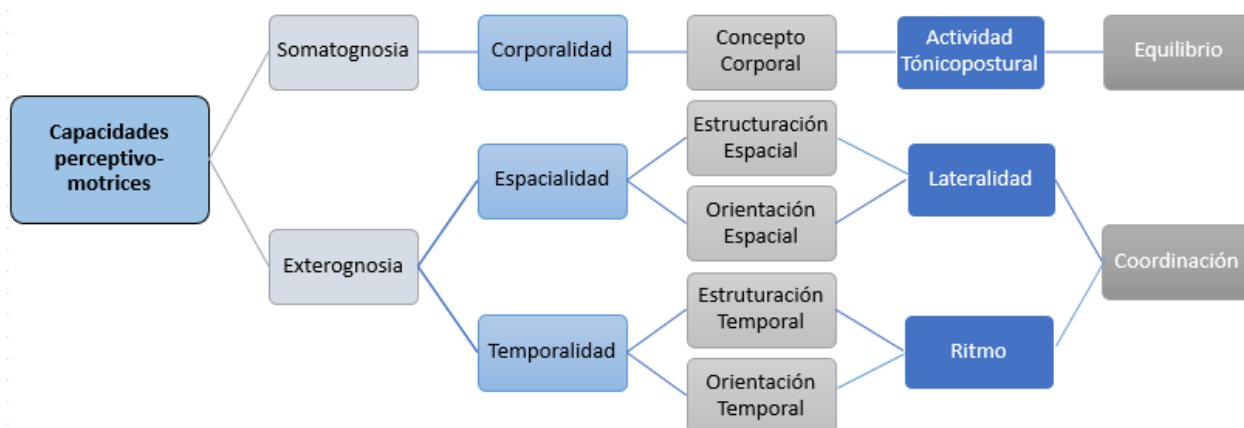 Capacidades
perceptivo-
motrices
Somatognosia
Corporalidad
Concepto
Corporal
Actividad
Tónicopostural
Equilibrio
Exterognosia
Espacialidad
Estructuración
Espacial
Orientación
Espacial
Lateralidad
Temporalidad
Estruturación
Temporal
Orientación
Temporal
Ritmo
Coordinación